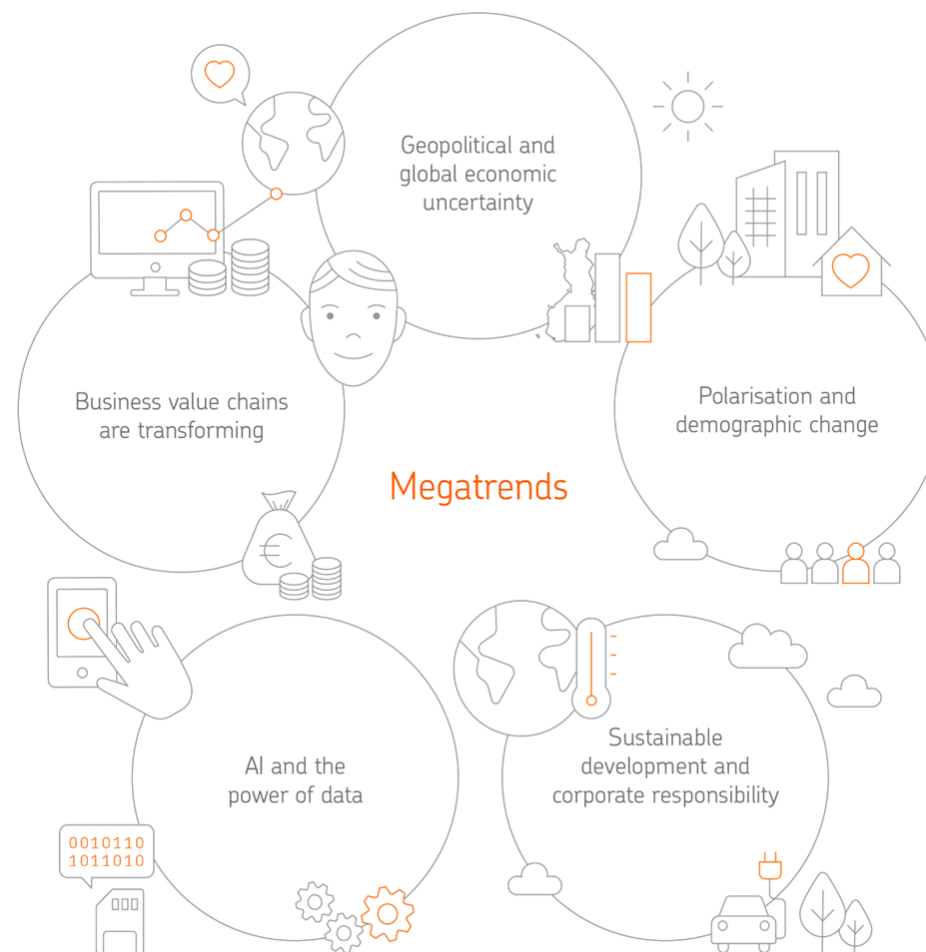 Geopolitical and
global economic
uncertainty
Business value chains
are transforming
Polarisation and
demographic change
Megatrends
€
AI and the
power of data
Sustainable
development and
corporate responsibility
0010110
1011010